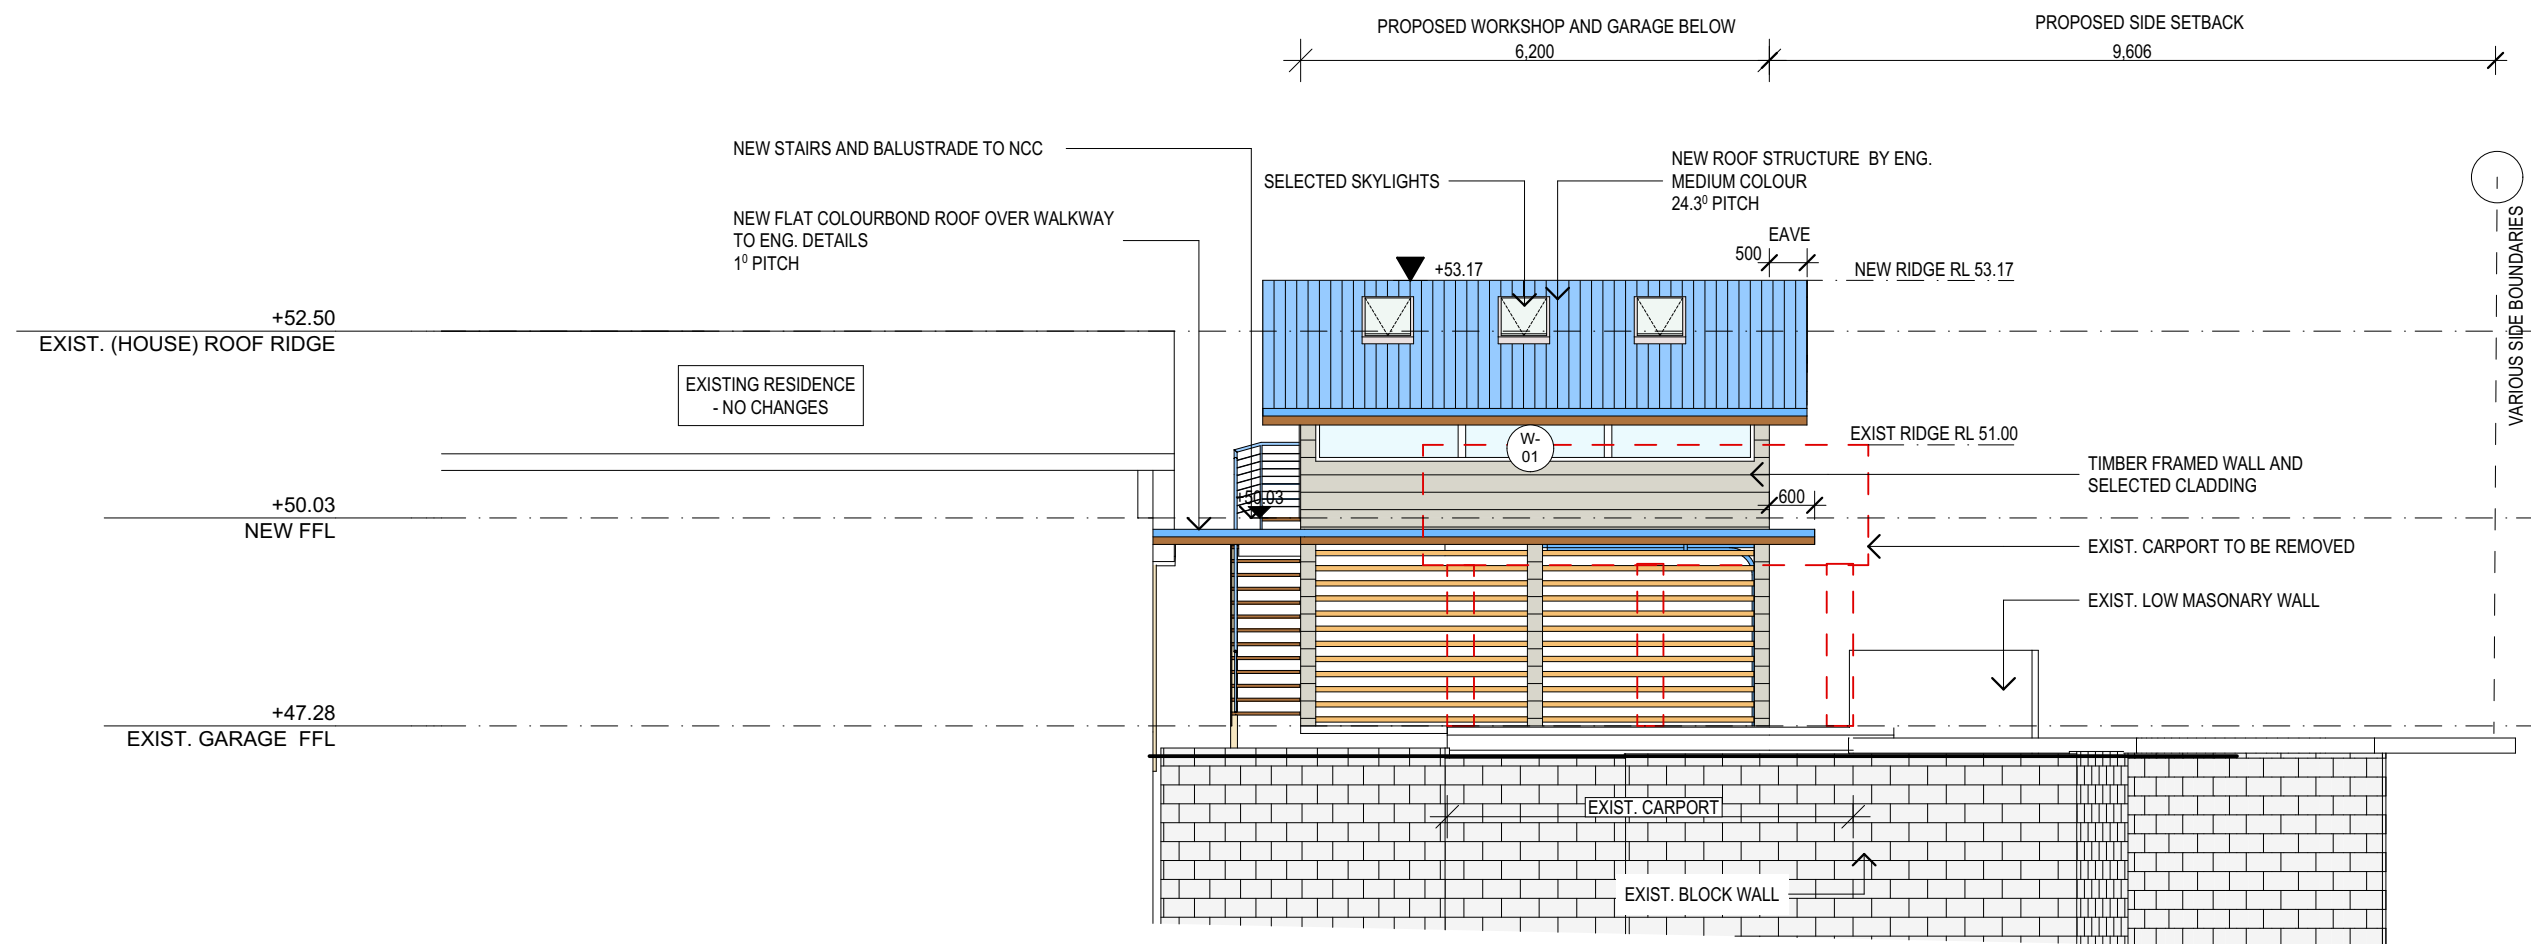 PROPOSED WORKSHOP AND GARAGE BELOW
6,200
PROPOSED SIDE SETBACK
9,606
NEW STAIRS AND BALUSTRADE TO NCC
SELECTED SKYLIGHTS
NEW ROOF STRUCTURE BY ENG.
MEDIUM COLOUR
24.3⁰ PITCH
NEW FLAT COLOURBOND ROOF OVER WALKWAY
TO ENG. DETAILS
1⁰ PITCH
EAVE
500
+53.17
NEW RIDGE RL 53.17
VARIOUS SIDE BOUNDARIES
+52.50
EXIST. (HOUSE) ROOF RIDGE
EXISTING RESIDENCE
- NO CHANGES
W-
01
EXIST RIDGE RL 51.00
TIMBER FRAMED WALL AND
SELECTED CLADDING
+50.03
NEW FFL
+50.03
600
EXIST. CARPORT TO BE REMOVED
EXIST. LOW MASONARY WALL
+47.28
EXIST. GARAGE FFL
EXIST. CARPORT
EXIST. BLOCK WALL